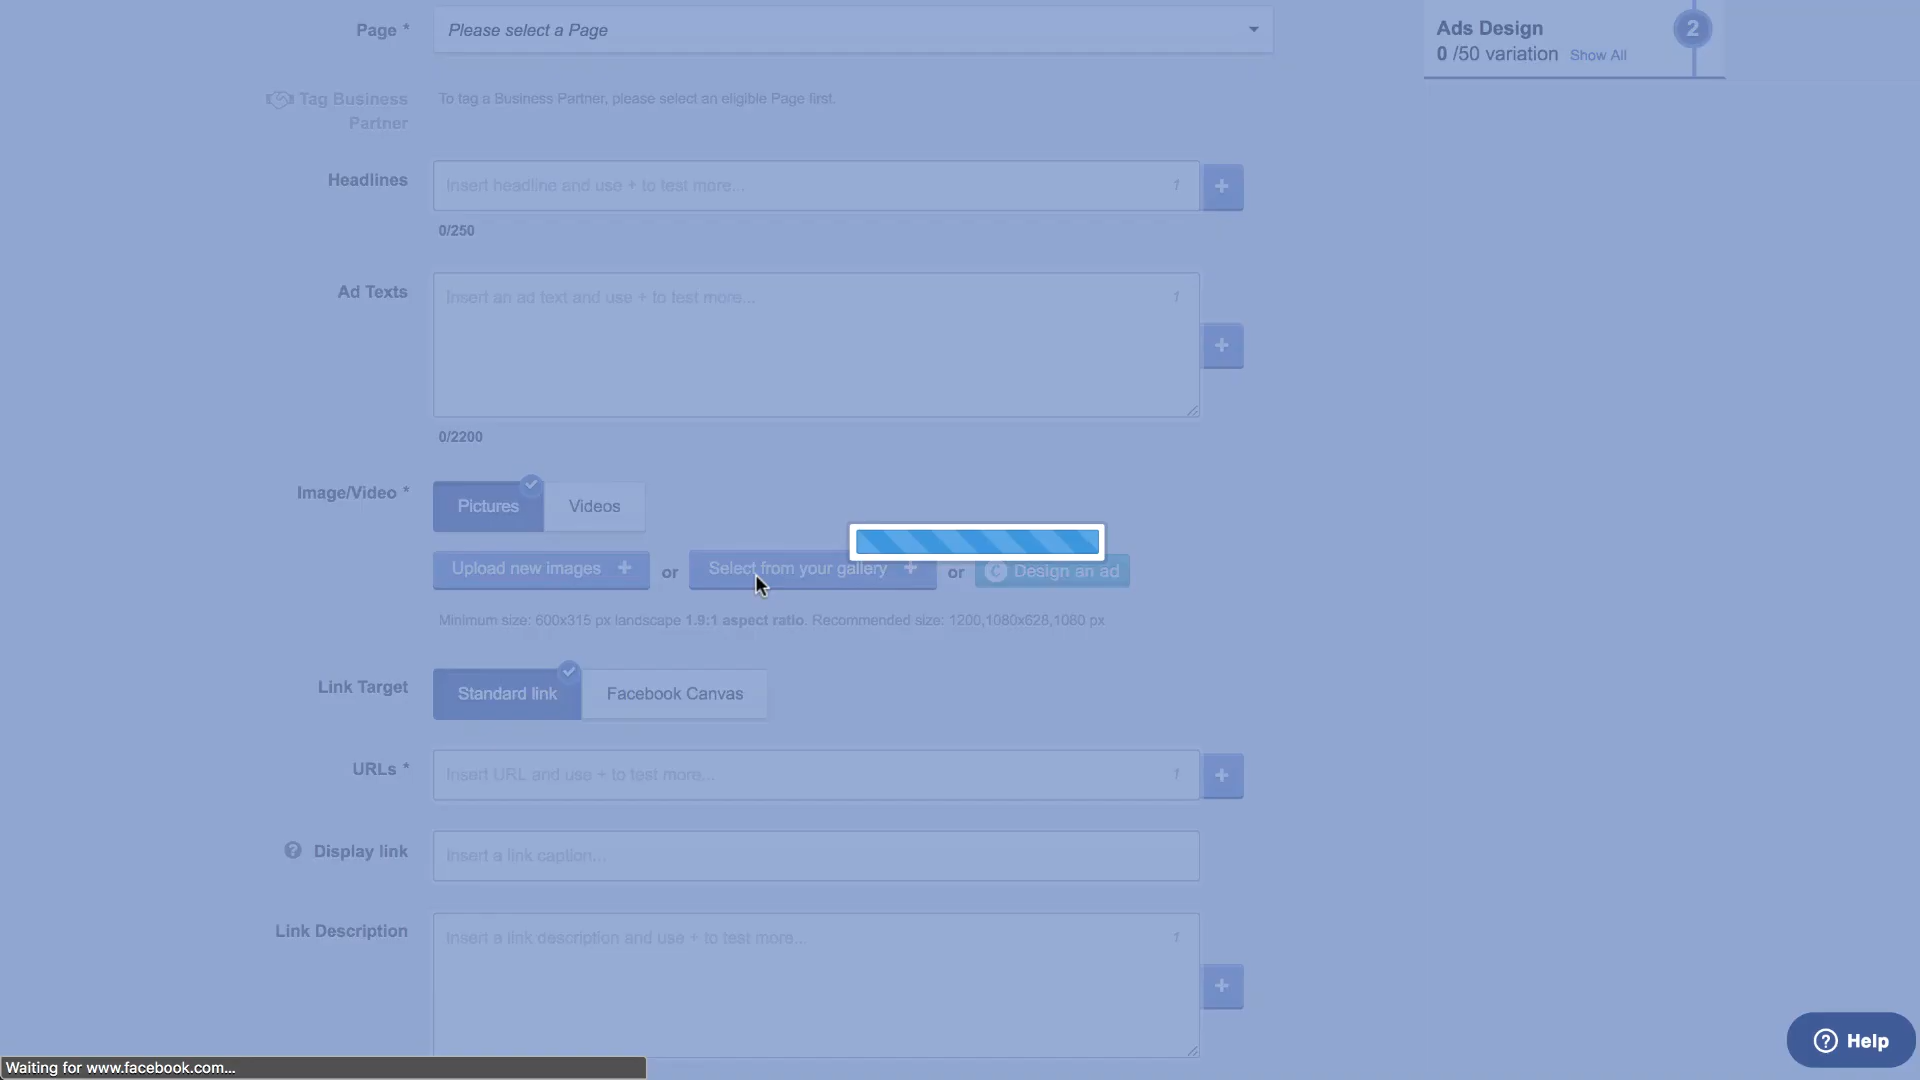 Page *
Please select a Page
Ads Design
2
0 /50 variation Show All
Tag Business
Partner
To tag a Business Partner, please select an eligible Page first.
Headlines
Insert headline and use + to test more...
1
+
0/250
Ad Texts
Insert an ad text and use + to test more...
1
+
0/2200
Image/Video *
Pictures
Videos
Upload new images +
or
Select from your gallery +
or
C Design an ad
Minimum size: 600x315 px landscape 1.9:1 aspect ratio. Recommended size: 1200,1080x628,1080 px
Link Target
Standard link
Facebook Canvas
URLs *
Insert URL and use + to test more...
1
+
? Display link
Insert a link caption...
Link Description
Insert a link description and use + to test more...
1
+
? Help
Waiting for www.facebook.com...